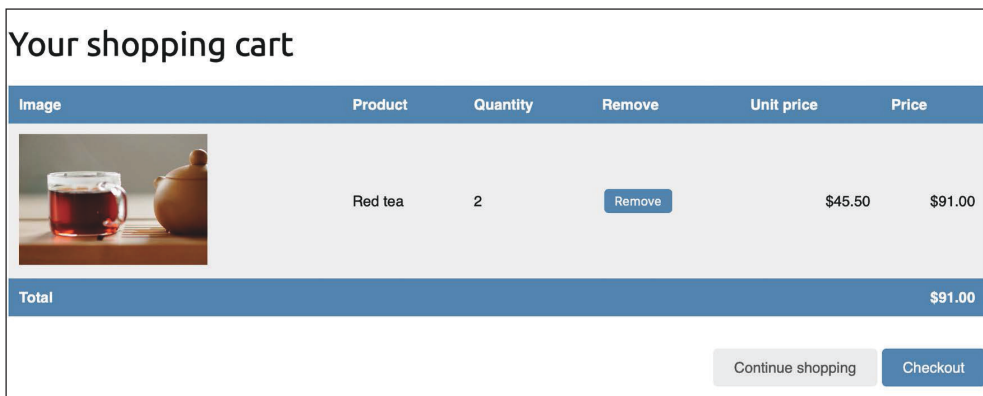 Your shopping cart
Image Product Quantity Remove Unit price Price
Red tea 2 Remove $45.50 $91.00
Total $91.00
Continue shopping Checkout